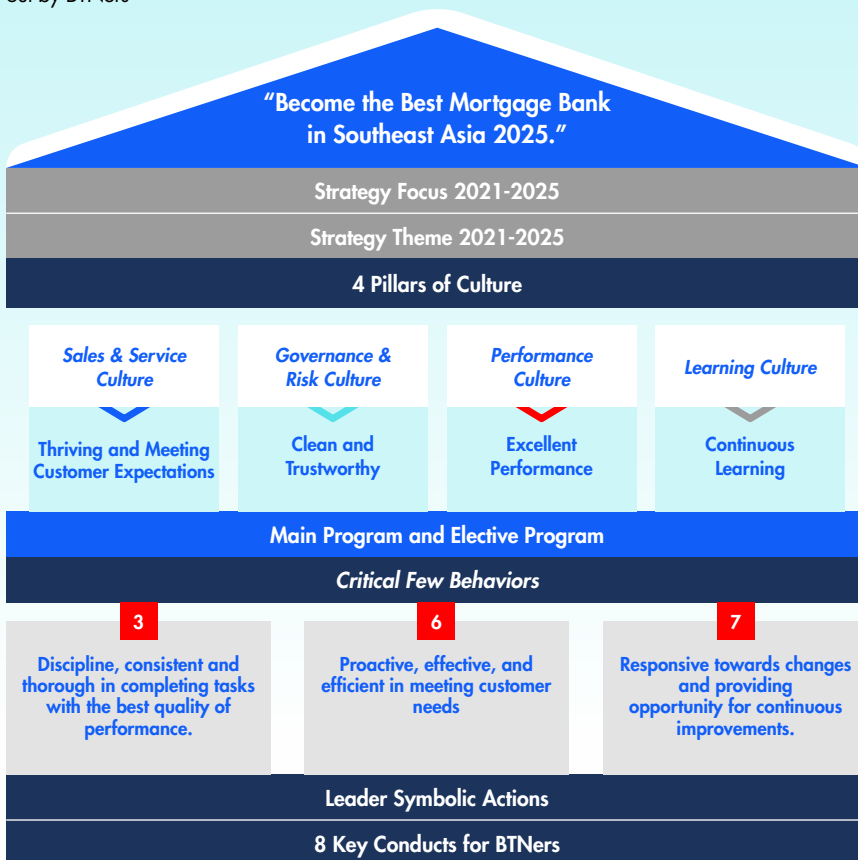 by BTNers
"Become the Best Mortgage Bank
in Southeast Asia 2025."
Strategy Focus 2021-2025
Strategy Theme 2021-2025
4 Pillars of Culture
Sales & Service
Culture
Thriving and Meeting
Customer Expectations
Governance &
Risk Culture
Clean and
Trustworthy
Performance
Culture
Excellent
Performance
Learning Culture
Continuous
Learning
Main Program and Elective Program
Critical Few Behaviors
3
Discipline, consistent and
thorough in completing tasks
with the best quality of
performance.
6
Proactive, effective, and
efficient in meeting customer
needs
7
Responsive towards changes
and providing
opportunity for continuous
improvements.
Leader Symbolic Actions
8 Key Conducts for BTNers